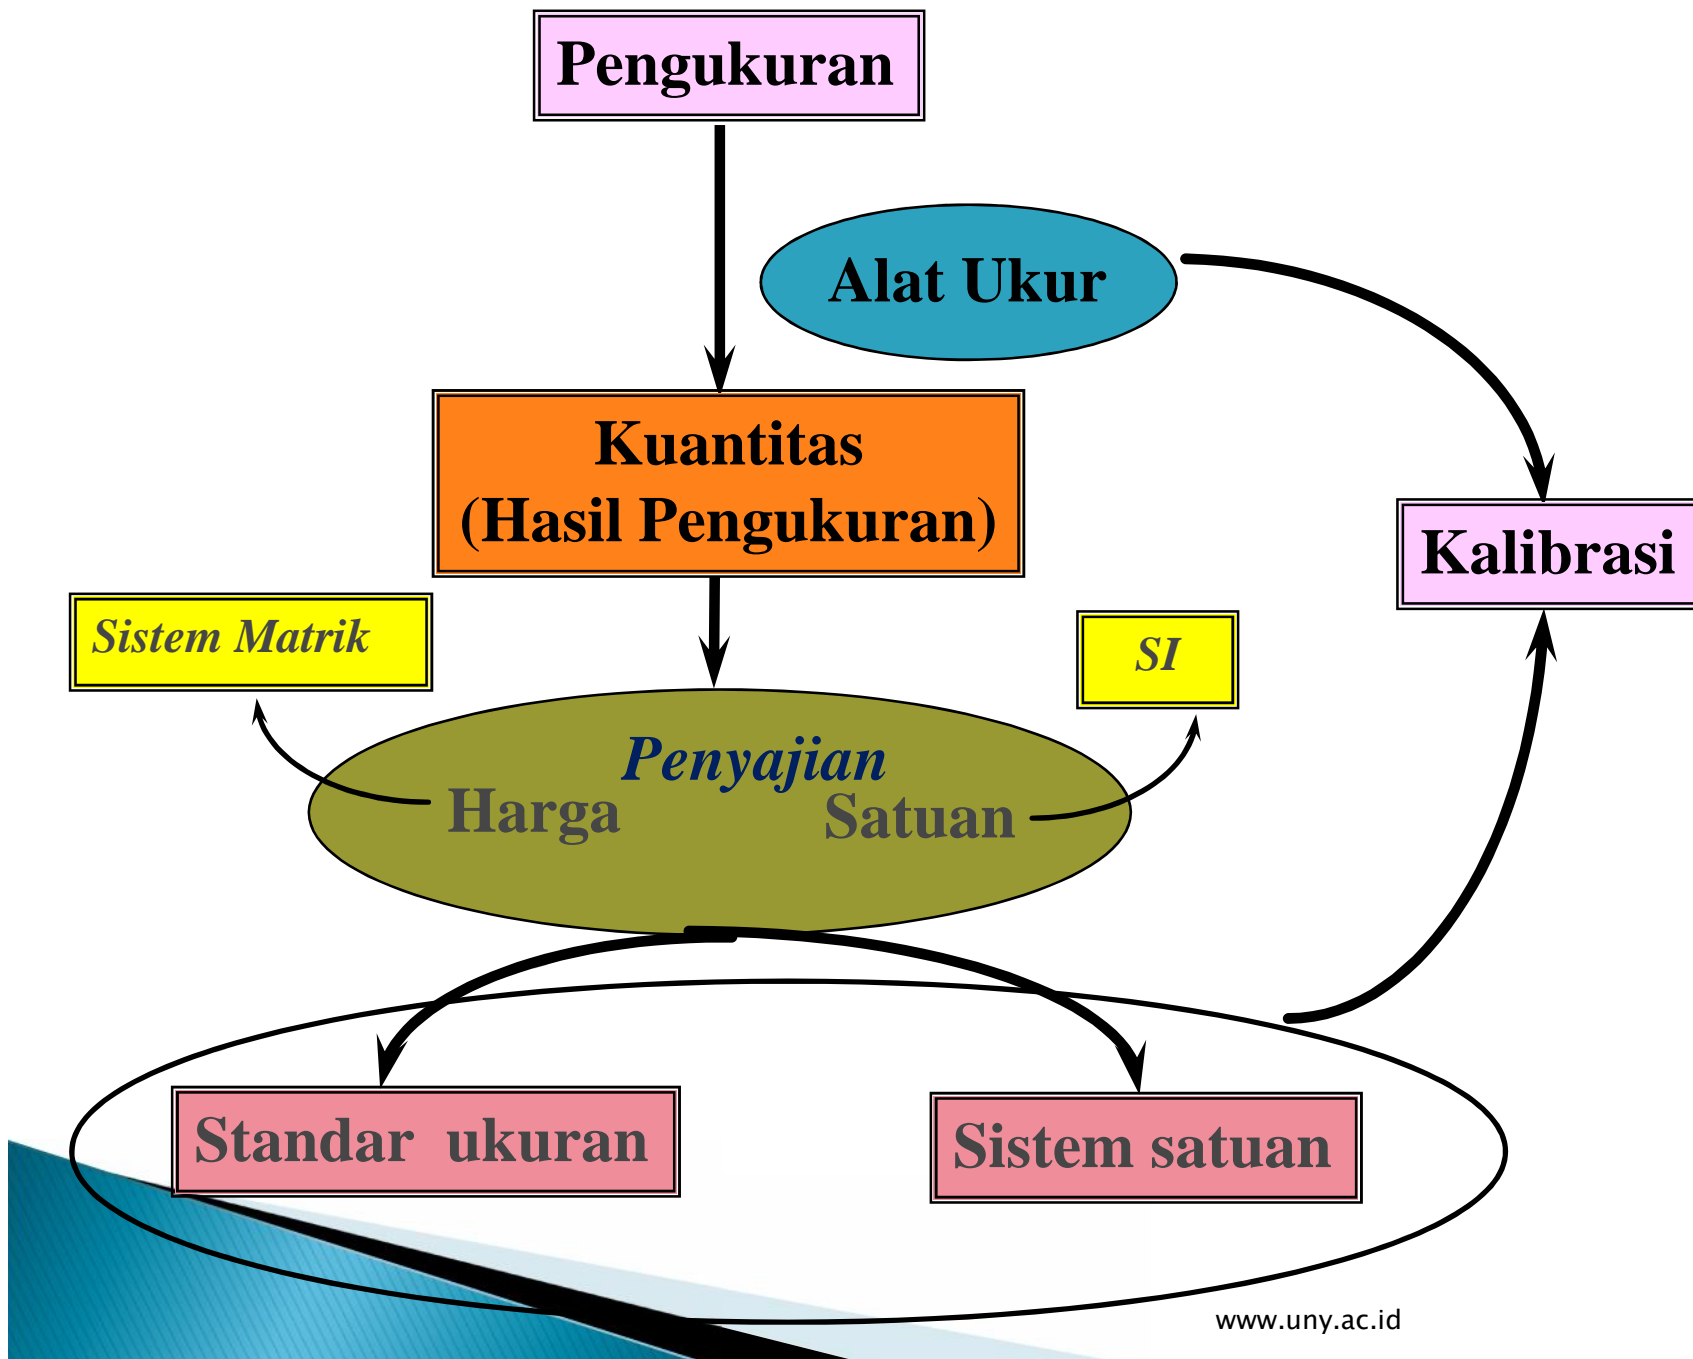 Pengukuran
Alat Ukur
Kuantitas
(Hasil Pengukuran)
Kalibrasi
Sistem Matrik
SI
Penyajian
Harga
Satuan
Standar  ukuran
Sistem satuan
www.uny.ac.id